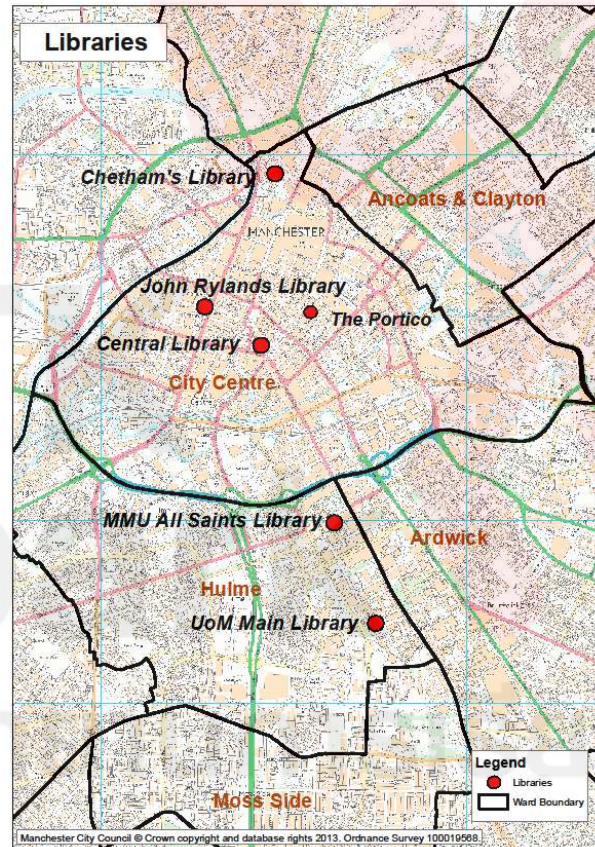 Libraries
Chetham's Library
Ancoats & Clayton
MANCHESTER
John Rylands Library
The Portico
Central Library
City Centre
MMU All Saints Library
Ardwick
Hulme
UoM Main Library
Legend
Libraries
Ward Boundary
Moss Side
Manchester City Council © Crown copyright and database rights 2013. Ordnance Survey 100019568.